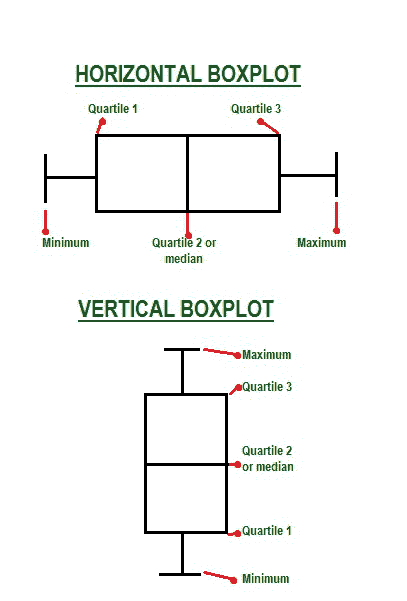 HORIZONTAL BOXPLOT
Quartile 1
Quartile 3
Minimum
Quartile 2 or
median
Maximum
VERTICAL BOXPLOT
Maximum
Quartile 3
Quartile 2
or median
Quartile 1
Minimum